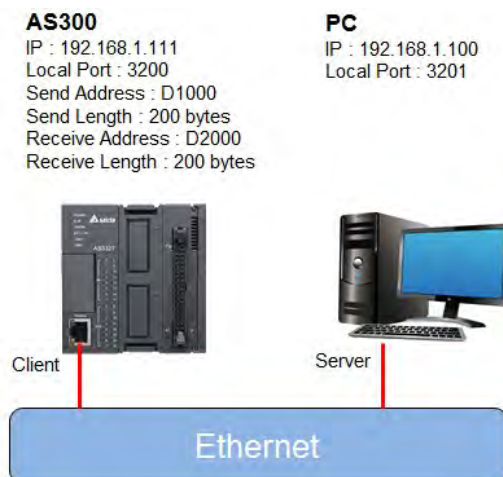 AS300
IP : 192.168.1.111
Local Port : 3200
Send Address : D1000
Send Length : 200 bytes
Receive Address : D2000
Receive Length : 200 bytes
PC
IP : 192.168.1.100
Local Port : 3201
Client
Server
Ethernet